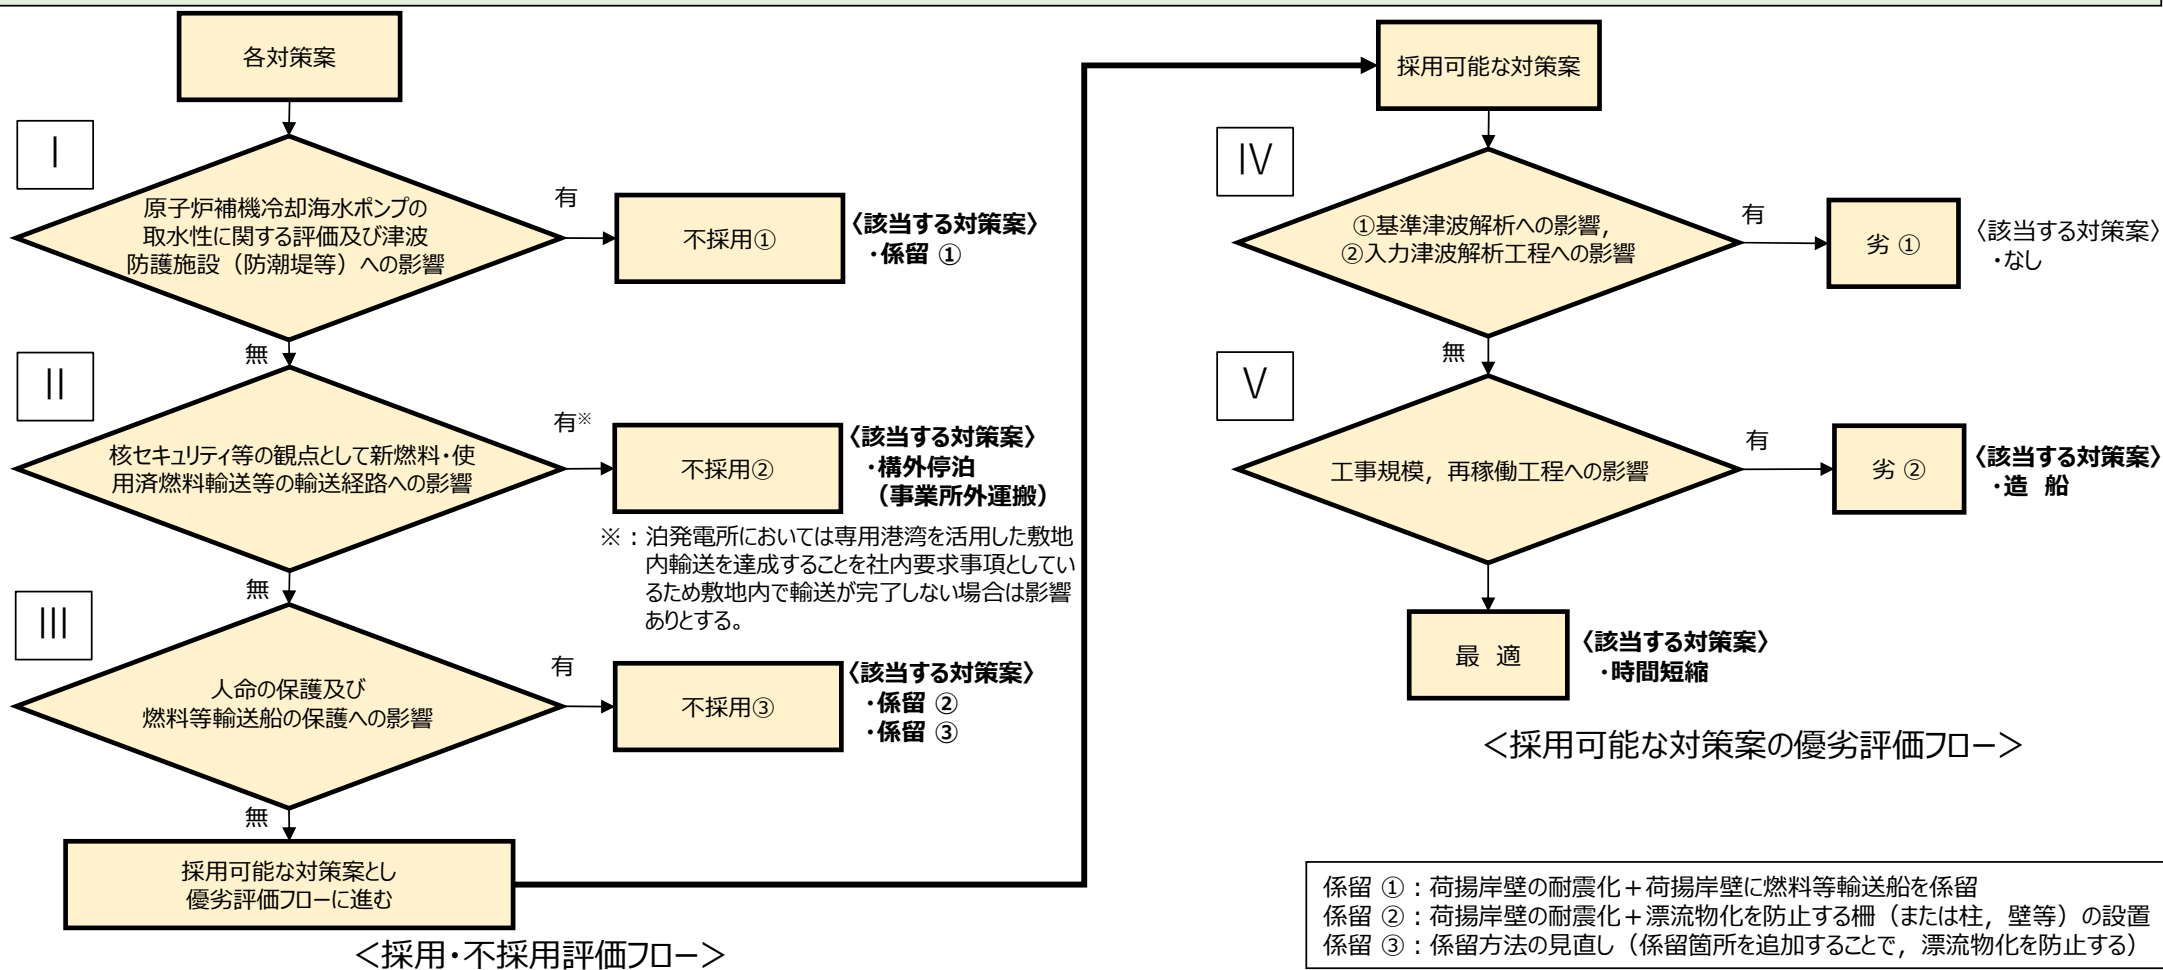 各対策案
Ⅰ
原子炉補機冷却海水ポンプの
取水性に関する評価及び津波
防護施設（防潮堤等）への影響
有
不採用①
〈該当する対策案〉
・係留 ①
無
Ⅱ
核セキュリティ等の観点として新燃料・使
用済燃料輸送等の輸送経路への影響
有※
不採用②
〈該当する対策案〉
・構外停泊
（事業所外運搬）
※：泊発電所においては専用港湾を活用した敷地
内輸送を達成することを社内要求事項としてい
るため敷地内で輸送が完了しない場合は影響
ありとする。
無
Ⅲ
人命の保護及び
燃料等輸送船の保護への影響
有
不採用③
〈該当する対策案〉
・係留 ②
・係留 ③
無
採用可能な対策案とし
優劣評価フローに進む
＜採用・不採用評価フロー＞
採用可能な対策案
Ⅳ
①基準津波解析への影響，
②入力津波解析工程への影響
有
劣 ①
〈該当する対策案〉
・なし
無
Ⅴ
工事規模，再稼働工程への影響
有
劣 ②
〈該当する対策案〉
・造 船
最 適
〈該当する対策案〉
・時間短縮
＜採用可能な対策案の優劣評価フロー＞
係留 ①：荷揚岸壁の耐震化＋荷揚岸壁に燃料等輸送船を係留
係留 ②：荷揚岸壁の耐震化＋漂流物化を防止する柵（または柱，壁等）の設置
係留 ③：係留方法の見直し（係留箇所を追加することで，漂流物化を防止する）